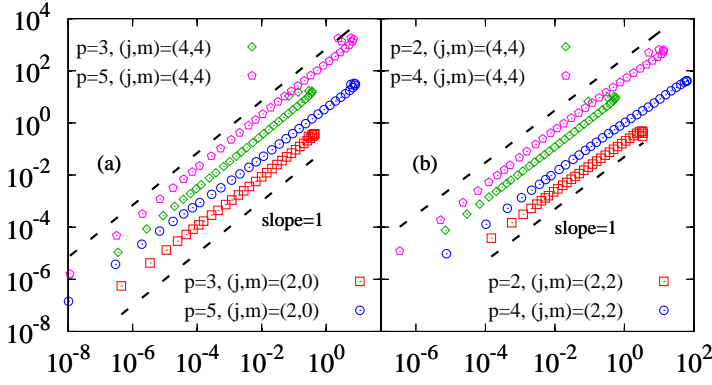 10^4
10^2
10^0
10^-2
10^-4
10^-6
10^-8
p=3, (j,m)=(4,4)
p=5, (j,m)=(4,4)
(a)
slope=1
p=3, (j,m)=(2,0)
p=5, (j,m)=(2,0)
10^-8 10^-6 10^-4 10^-2 10^0
p=2, (j,m)=(4,4)
p=4, (j,m)=(4,4)
(b)
slope=1
p=2, (j,m)=(2,2)
p=4, (j,m)=(2,2)
10^-6 10^-4 10^-2 10^0 10^2